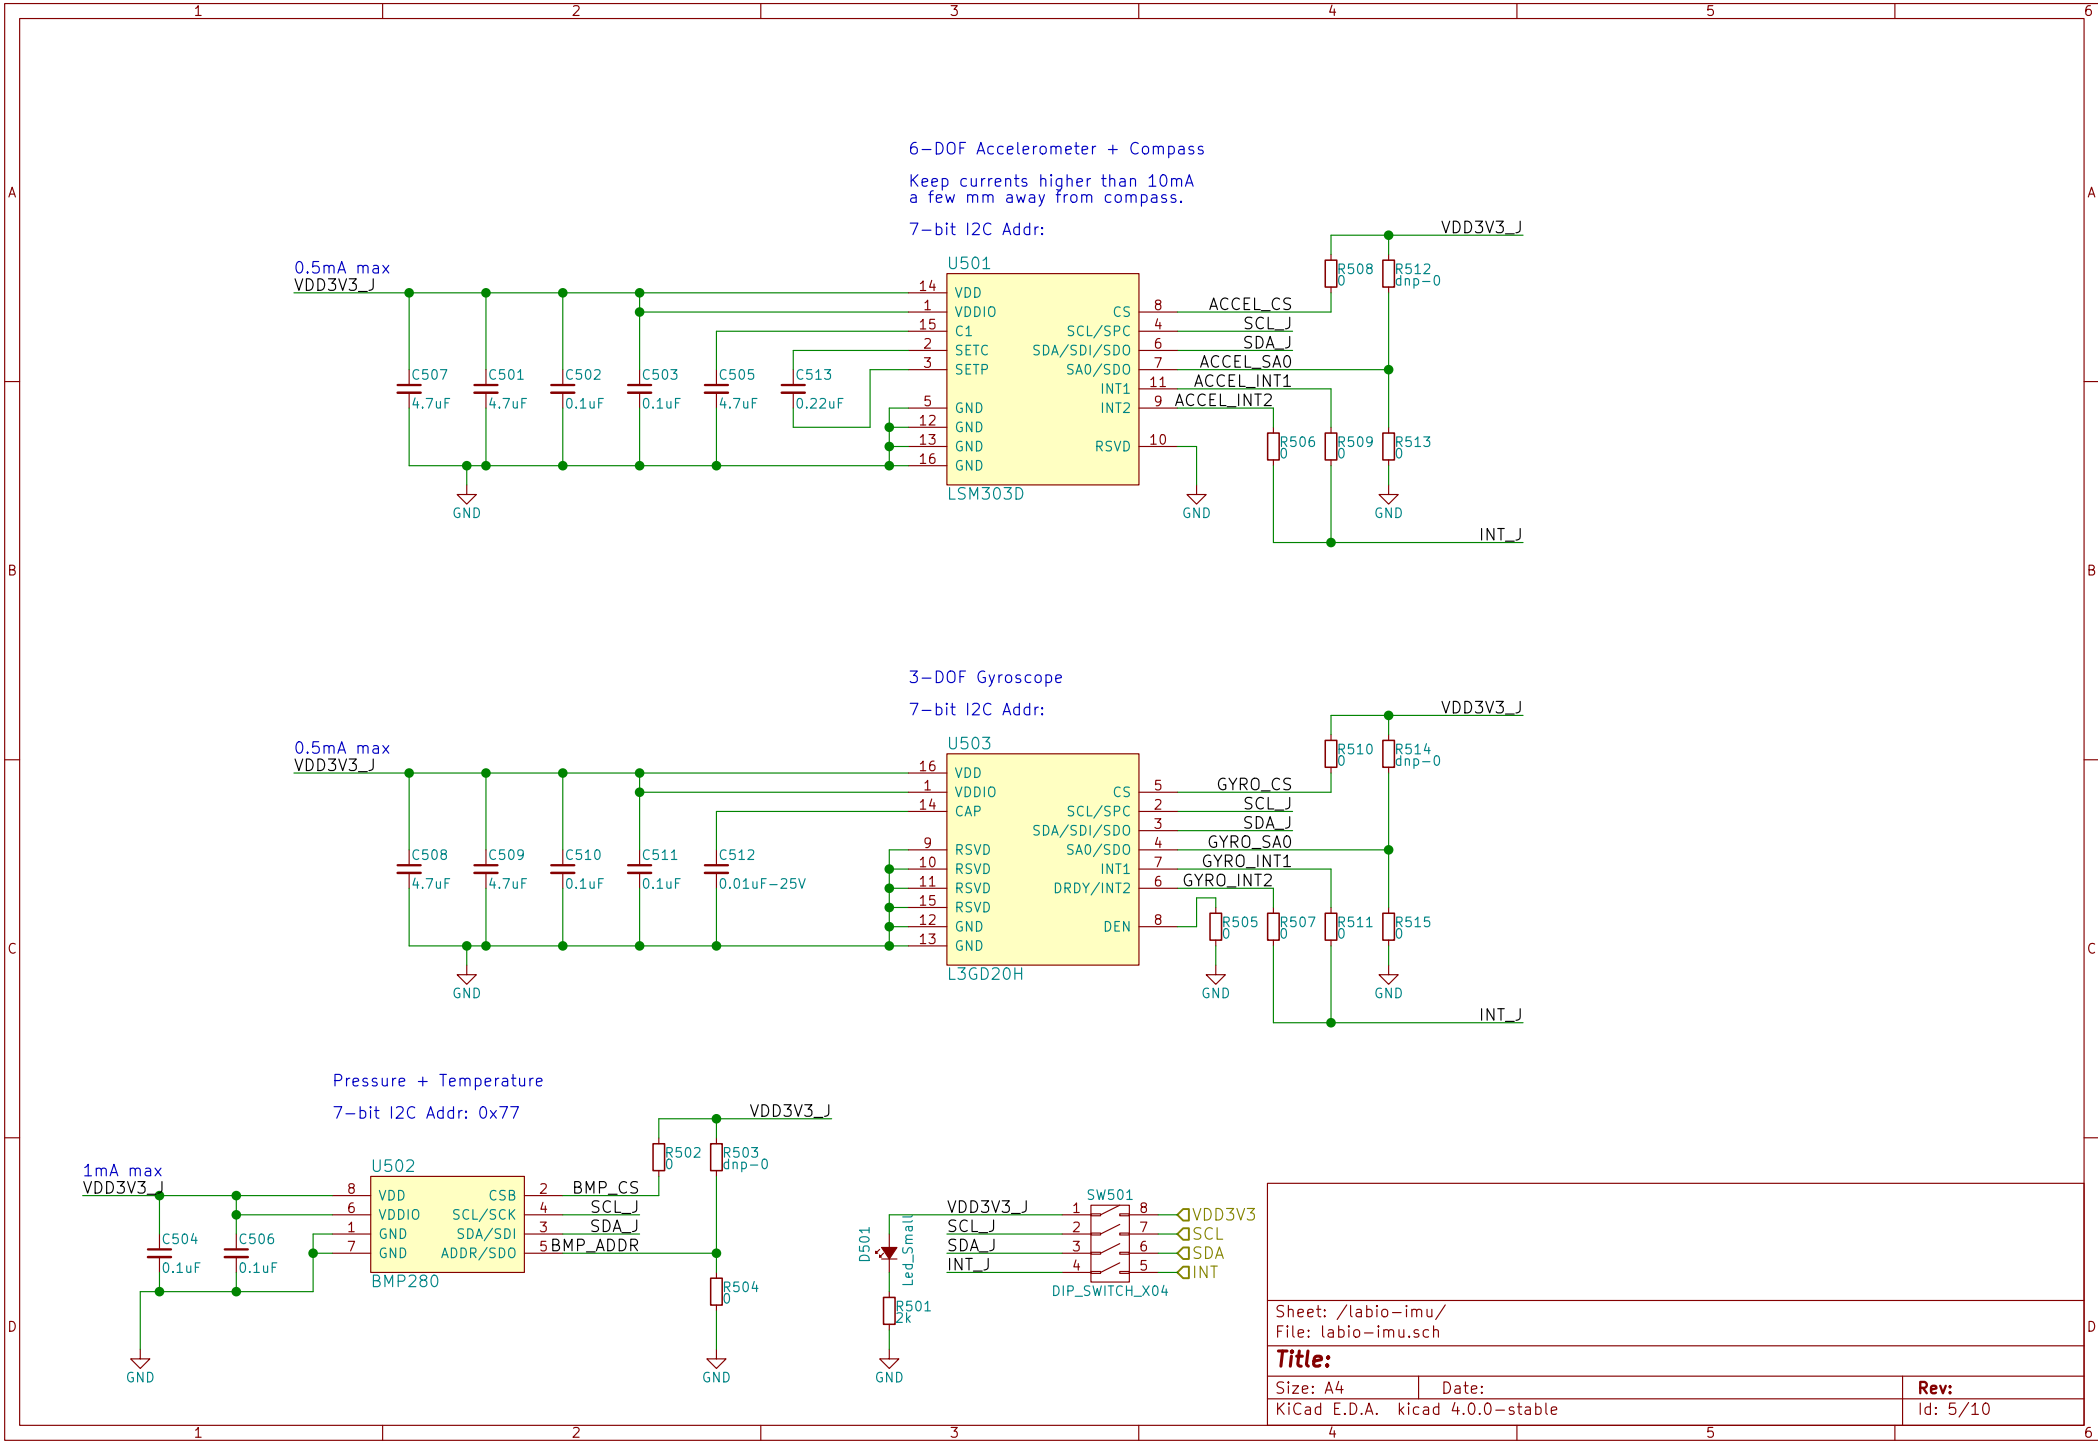 1 2 3 4 5 6
A A
B B
C C
D D
6-DOF Accelerometer + Compass
Keep currents higher than 10mA
a few mm away from compass.
7-bit I2C Addr:
0.5mA max
VDD3V3_J
C507
4.7uF
C501
4.7uF
C502
0.1uF
C503
0.1uF
C505
4.7uF
C513
0.22uF
GND
U501
14 VDD
1 VDDIO
15 C1
2 SETC
3 SETP
5 GND
12 GND
13 GND
16 GND
CS 8 ACCEL_CS
SCL/SPC 4 SCL_J
SDA/SDI/SDO 6 SDA_J
SA0/SDO 7 ACCEL_SA0
INT1 11 ACCEL_INT1
INT2 9 ACCEL_INT2
RSVD 10
LSM303D
GND
VDD3V3_J
R508
0
R512
dnp-0
R506
0
R509
0
R513
0
GND
INT_J
3-DOF Gyroscope
7-bit I2C Addr:
0.5mA max
VDD3V3_J
C508
4.7uF
C509
4.7uF
C510
0.1uF
C511
0.1uF
C512
0.01uF-25V
GND
U503
16 VDD
1 VDDIO
14 CAP
9 RSVD
10 RSVD
11 RSVD
15 RSVD
12 GND
13 GND
CS 5 GYRO_CS
SCL/SPC 2 SCL_J
SDA/SDI/SDO 3 SDA_J
SA0/SDO 4 GYRO_SA0
INT1 7 GYRO_INT1
DRDY/INT2 6 GYRO_INT2
DEN 8
L3GD20H
VDD3V3_J
R510
0
R514
dnp-0
R505
0
R507
0
R511
0
R515
0
GND
GND
INT_J
Pressure + Temperature
7-bit I2C Addr: 0x77
1mA max
VDD3V3_J
C504
0.1uF
C506
0.1uF
GND
U502
8 VDD
6 VDDIO
1 GND
7 GND
CSB 2 BMP_CS
SCL/SCK 4 SCL_J
SDA/SDI 3 SDA_J
ADDR/SDO 5 BMP_ADDR
BMP280
VDD3V3_J
R502
0
R503
dnp-0
R504
0
GND
D501
Led_Small
R501
2k
GND
SW501
VDD3V3_J 1 8 VDD3V3
SCL_J 2 7 SCL
SDA_J 3 6 SDA
INT_J 4 5 INT
DIP_SWITCH_X04
Sheet: /labio-imu/
File: labio-imu.sch
Title:
Size: A4 Date: Rev:
KiCad E.D.A. kicad 4.0.0-stable Id: 5/10
1 2 3 4 5 6